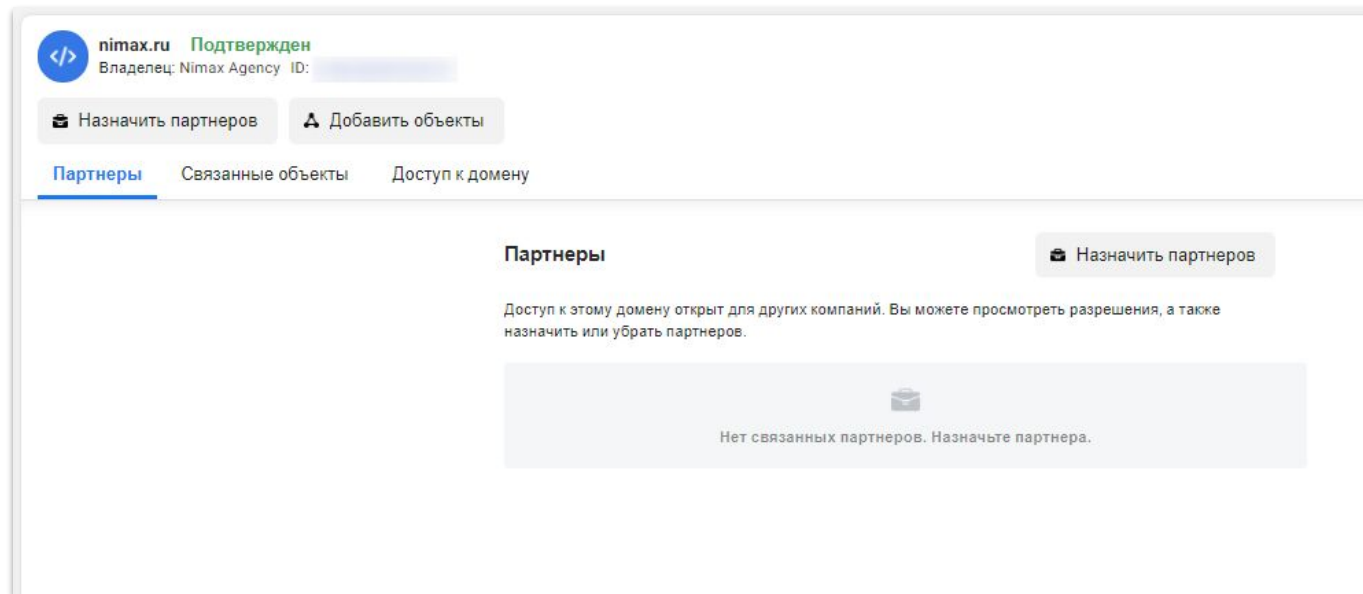 nimax.ru Подтвержден
Владелец: Nimax Agency ID:
Назначить партнеров Добавить объекты
Партнеры Связанные объекты Доступ к домену
Партнеры Назначить партнеров
Доступ к этому домену открыт для других компаний. Вы можете просмотреть разрешения, а также
назначить или убрать партнеров.
Нет связанных партнеров. Назначьте партнера.